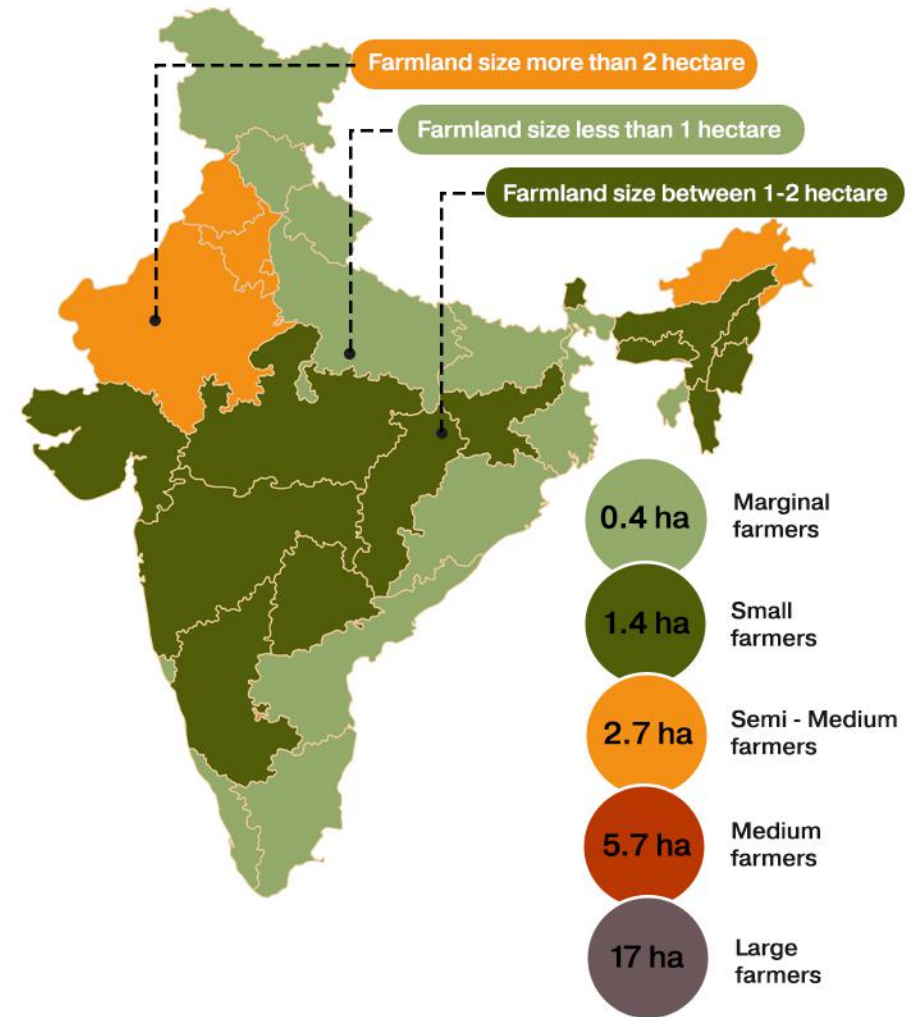 Farmland size more than 2 hectare
Farmland size less than 1 hectare
Farmland size between 1-2 hectare
0.4 ha
Marginal
farmers
1.4 ha
Small
farmers
2.7 ha
Semi - Medium
farmers
5.7 ha
Medium
farmers
17 ha
Large
farmers